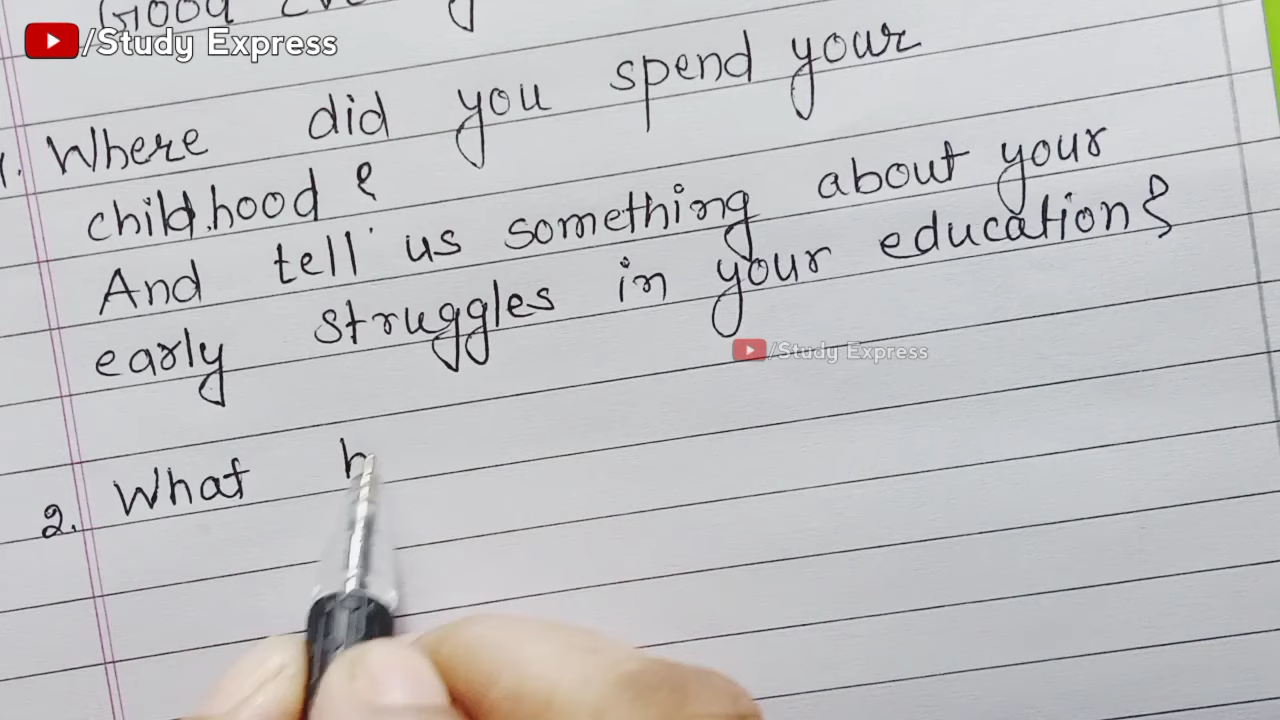 Good
/Study Express
1. Where did you spend your
childhood ?
And tell us something about your
early struggles in your education?
/Study Express
2. What h